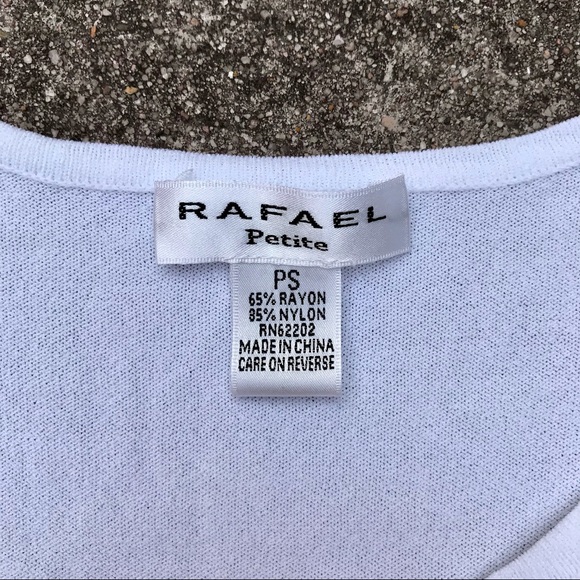 RAFAEL
Petite
PS
65% RAYON
85% NYLON
RN62202
MADE IN CHINA
CARE ON REVERSE